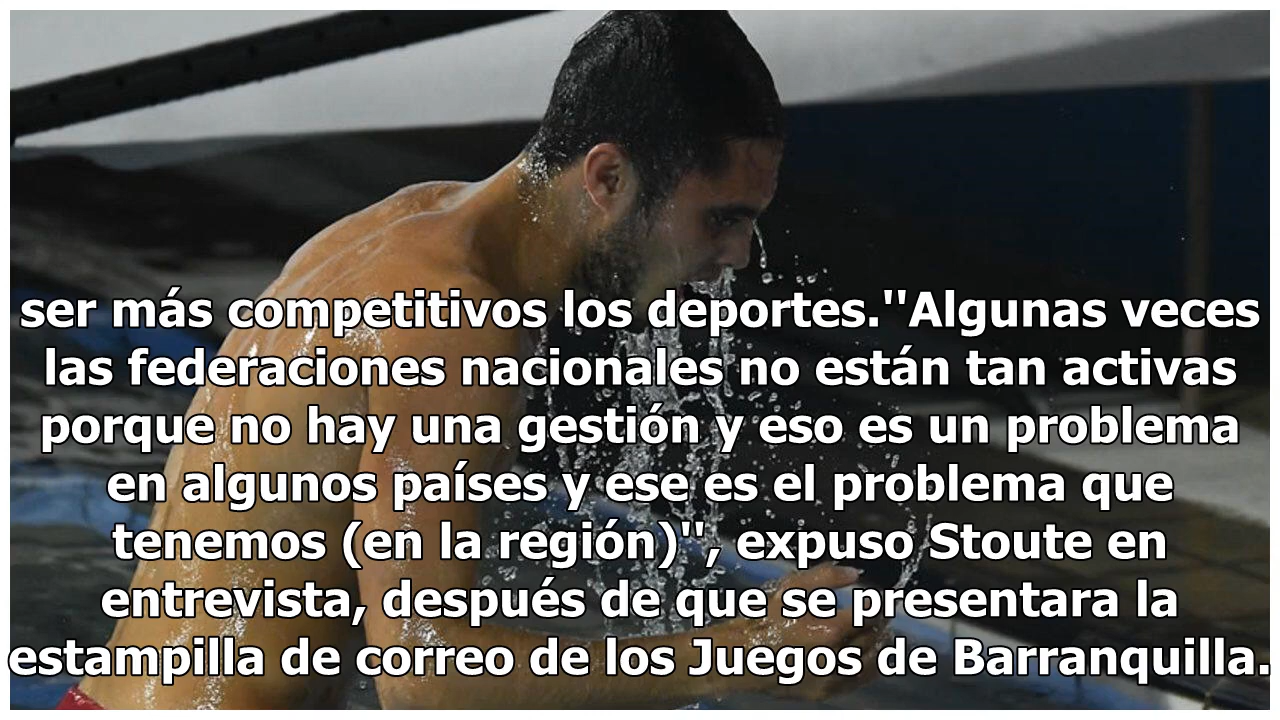 ser más competitivos los deportes."Algunas veces
las federaciones nacionales no están tan activas
porque no hay una gestión y eso es un problema
en algunos países y ese es el problema que
tenemos (en la región)", expuso Stoute en
entrevista, después de que se presentara la
estampilla de correo de los Juegos de Barranquilla.